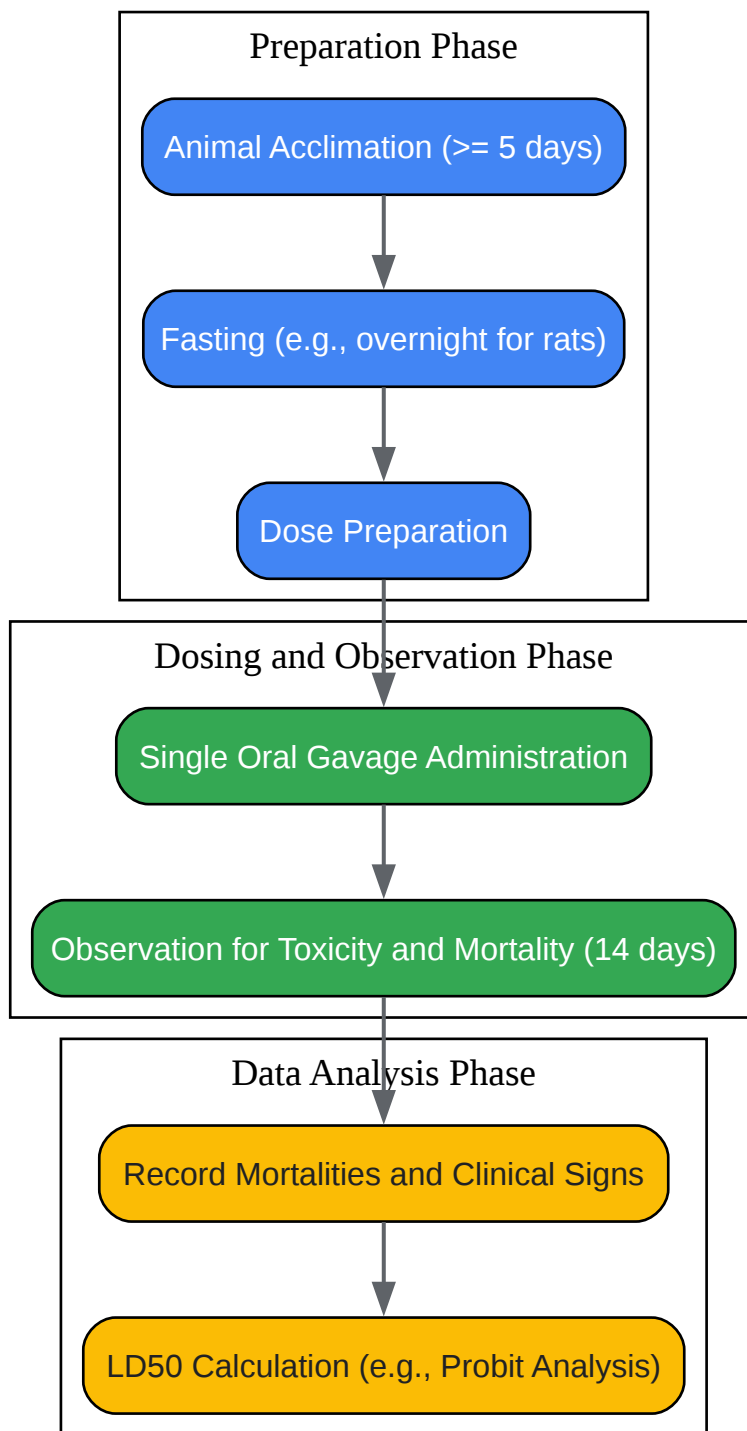 Preparation Phase
Animal Acclimation (>= 5 days)
Fasting (e.g., overnight for rats)
Dose Preparation
Dosing and Observation Phase
Single Oral Gavage Administration
Observation for Toxicity and Mortality (14 days)
Data Analysis Phase
Record Mortalities and Clinical Signs
LD50 Calculation (e.g., Probit Analysis)